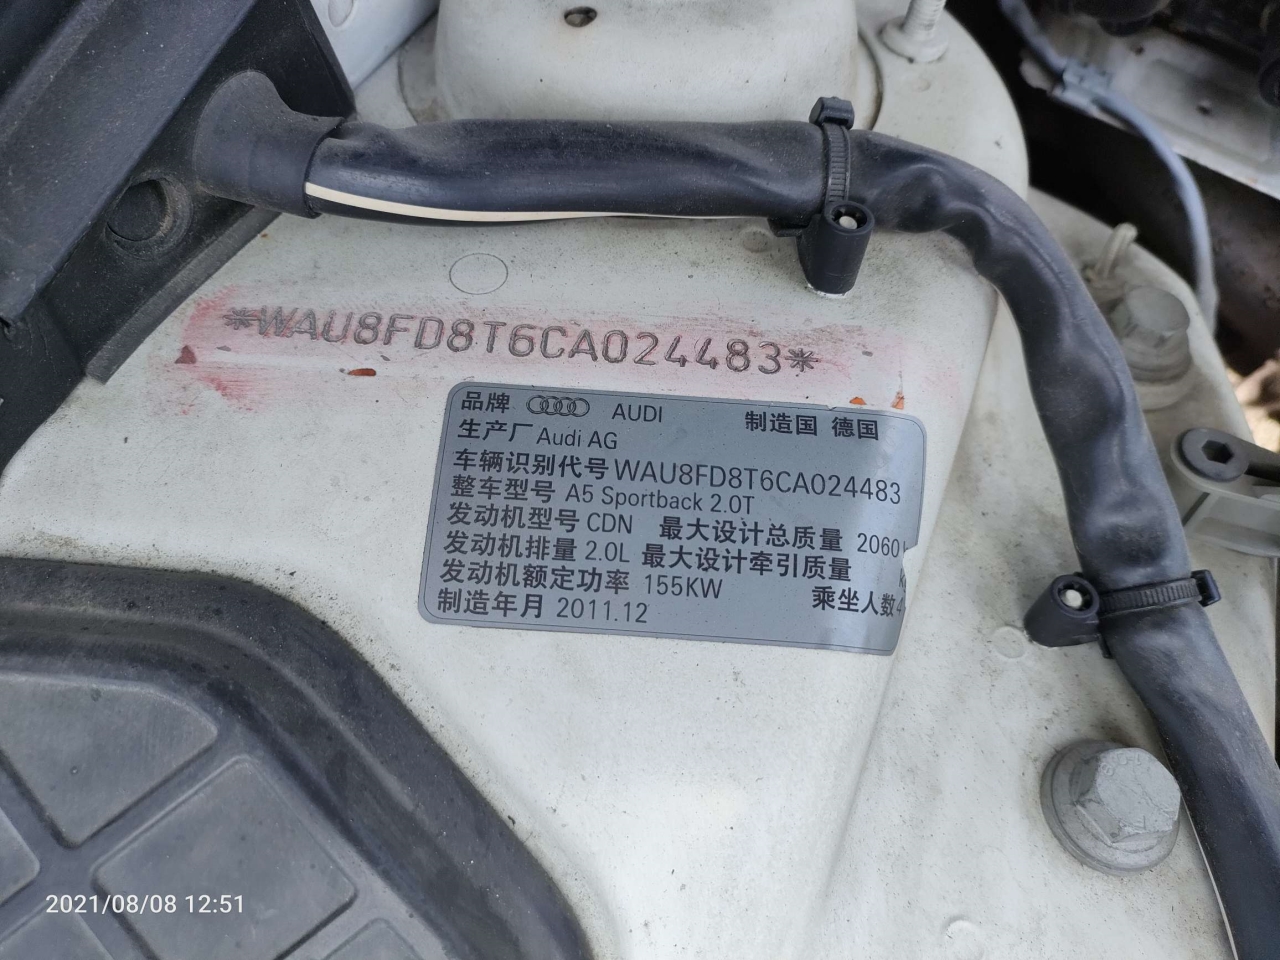 *WAU8FD8T6CA024483*
品牌 AUDI 制造国 德国
生产厂 Audi AG
车辆识别代号 WAU8FD8T6CA024483
整车型号 A5 Sportback 2.0T
发动机型号 CDN 最大设计总质量 2060
发动机排量 2.0L 最大设计牵引质量
发动机额定功率 155KW 乘坐人数 4
制造年月 2011.12
2021/08/08 12:51